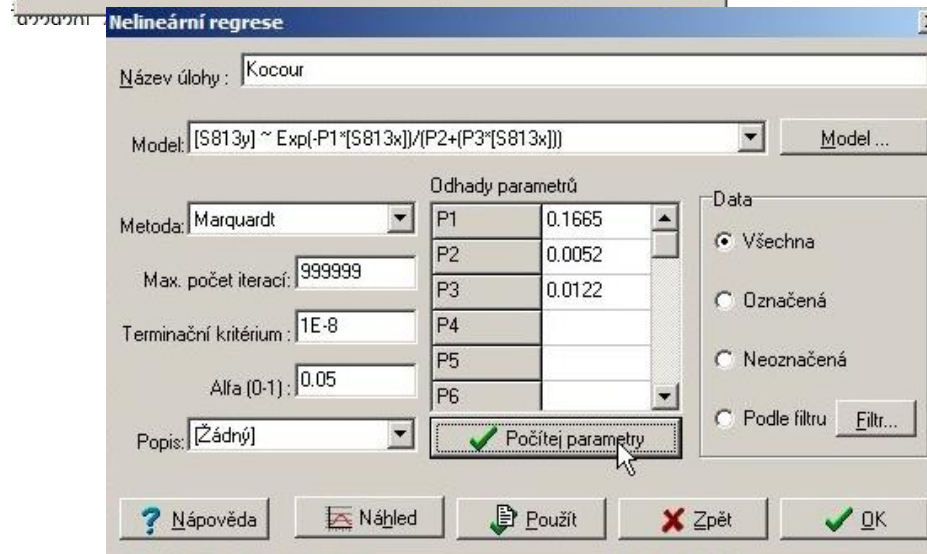 Nelineární regrese
Název úlohy : Kocour
Model: [S813y] ~ Exp(-P1*[S813x])/(P2+(P3*[S813x])) Model ...
Odhady parametrů
Metoda: Marquardt
Max. počet iterací: 999999
Terminační kritérium : 1E-8
Alfa (0-1) : 0.05
Popis: [Žádný]
P1 0.1665
P2 0.0052
P3 0.0122
P4
P5
P6
Počítej parametry
Data
Všechna
Označená
Neoznačená
Podle filtru Filtr...
Nápověda Náhled Použít Zpět OK